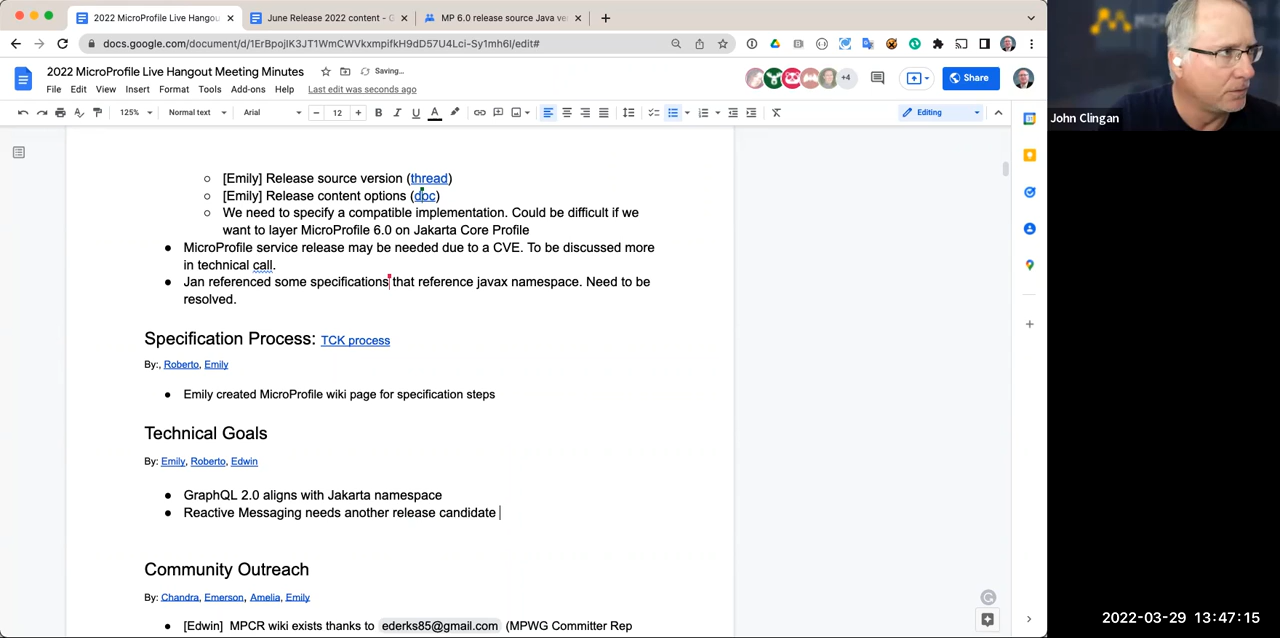 2022 MicroProfile Live Hangou
June Release 2022 content - G
MP 6.0 release source Java ve
docs.google.com/document/d/1ErBpojIK3JT1WmCWVkxmpifkH9dD57U4Lci-Sy1mh6I/edit#
2022 MicroProfile Live Hangout Meeting Minutes
Saving...
File Edit View Insert Format Tools Add-ons Help Last edit was seconds ago
+4
Share
125% Normal text Arial 12 B I U A Editing
[Emily] Release source version (thread)
[Emily] Release content options (doc)
We need to specify a compatible implementation. Could be difficult if we
want to layer MicroProfile 6.0 on Jakarta Core Profile
MicroProfile service release may be needed due to a CVE. To be discussed more
in technical call.
Jan referenced some specifications that reference javax namespace. Need to be
resolved.
Specification Process: TCK process
By:, Roberto, Emily
Emily created MicroProfile wiki page for specification steps
Technical Goals
By: Emily, Roberto, Edwin
GraphQL 2.0 aligns with Jakarta namespace
Reactive Messaging needs another release candidate
Community Outreach
By: Chandra, Emerson, Amelia, Emily
[Edwin] MPCR wiki exists thanks to ederks85@gmail.com (MPWG Committer Rep
John Clingan
2022-03-29 13:47:15